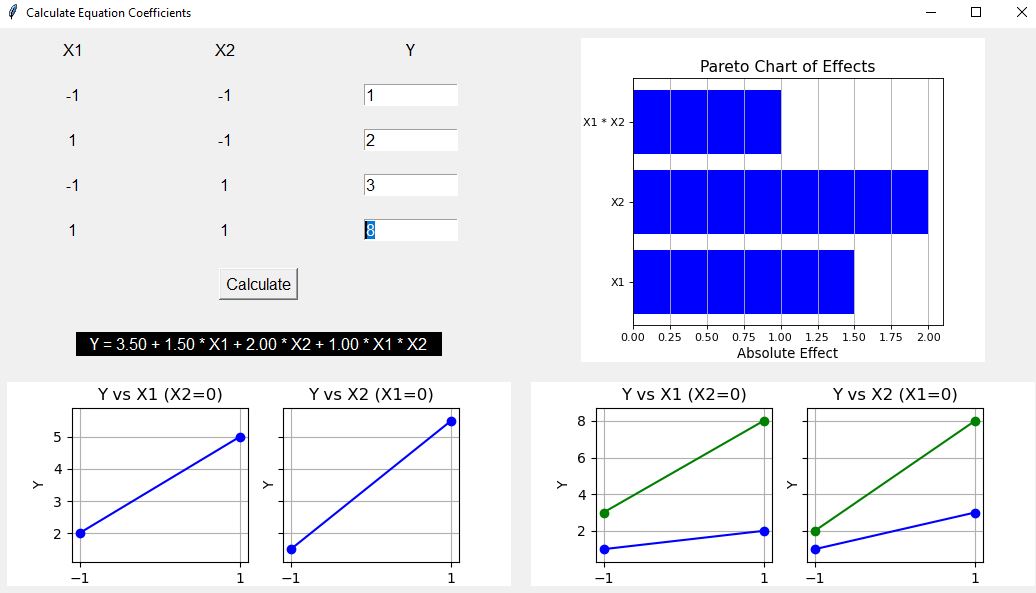 Calculate Equation Coefficients
X1 X2 Y
-1 -1 1
1 -1 2
-1 1 3
1 1 8
Calculate
Y = 3.50 + 1.50 * X1 + 2.00 * X2 + 1.00 * X1 * X2
Pareto Chart of Effects
X1 * X2
X2
X1
0.00 0.25 0.50 0.75 1.00 1.25 1.50 1.75 2.00
Absolute Effect
Y vs X1 (X2=0)
5
4
3
2
Y
−1 1
Y vs X2 (X1=0)
Y
−1 1
Y vs X1 (X2=0)
8
6
4
2
Y
−1 1
Y vs X2 (X1=0)
Y
−1 1